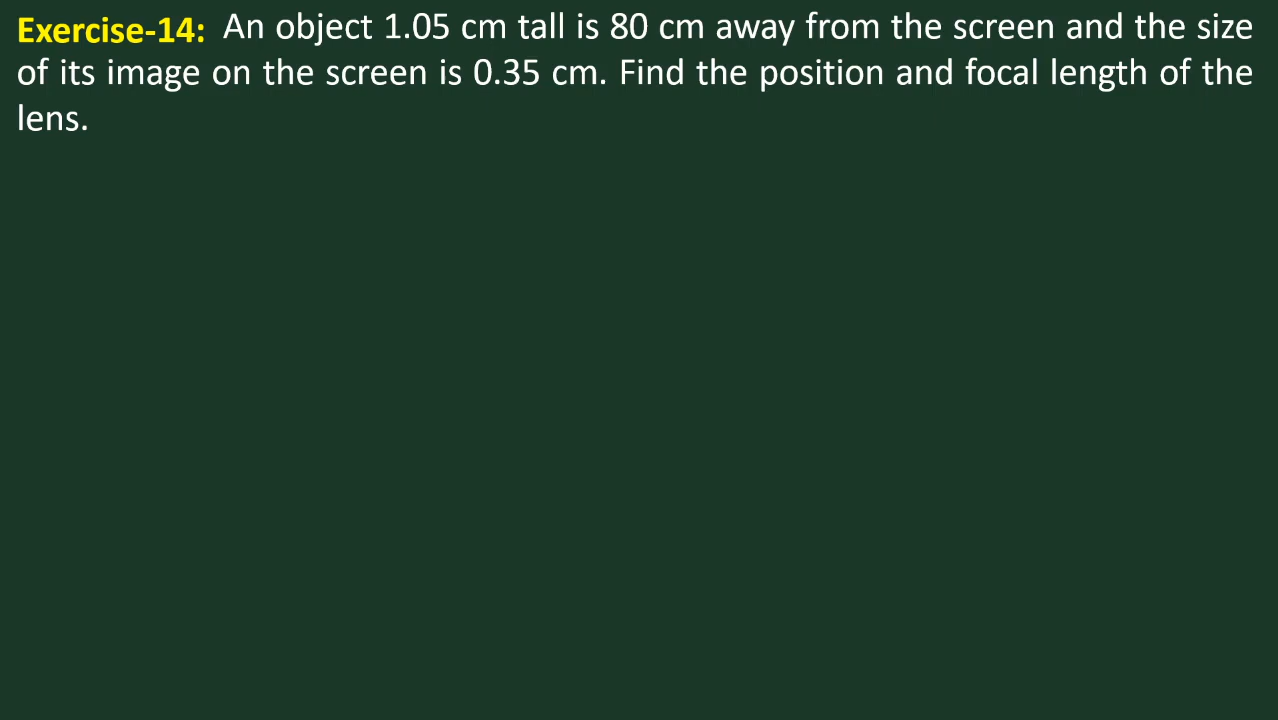 Exercise-14: An object 1.05 cm tall is 80 cm away from the screen and the size
of its image on the screen is 0.35 cm. Find the position and focal length of the
lens.